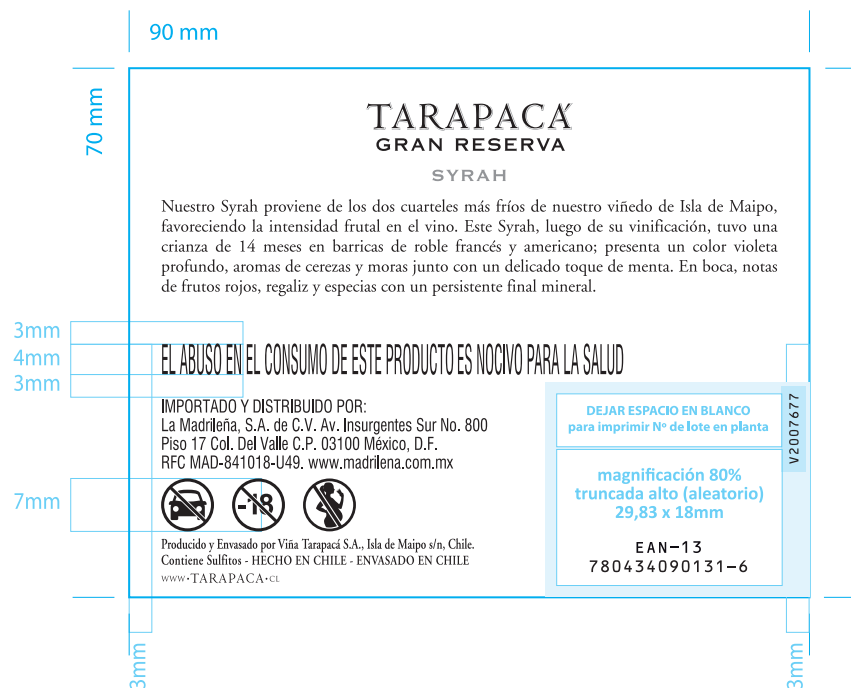 90 mm
70 mm
TARAPACÁ
GRAN RESERVA
SYRAH
Nuestro Syrah proviene de los dos cuarteles más fríos de nuestro viñedo de Isla de Maipo,
favoreciendo la intensidad frutal en el vino. Este Syrah, luego de su vinificación, tuvo una
crianza de 14 meses en barricas de roble francés y americano; presenta un color violeta
profundo, aromas de cerezas y moras junto con un delicado toque de menta. En boca, notas
de frutos rojos, regaliz y especias con un persistente final mineral.
3mm
4mm
3mm
EL ABUSO EN EL CONSUMO DE ESTE PRODUCTO ES NOCIVO PARA LA SALUD
IMPORTADO Y DISTRIBUIDO POR:
La Madrileña, S.A. de C.V. Av. Insurgentes Sur No. 800
Piso 17 Col. Del Valle C.P. 03100 México, D.F.
RFC MAD-841018-U49. www.madrilena.com.mx
7mm
-18
Producido y Envasado por Viña Tarapacá S.A., Isla de Maipo s/n, Chile.
Contiene Sulfitos - HECHO EN CHILE - ENVASADO EN CHILE
WWW•TARAPACA•CL
DEJAR ESPACIO EN BLANCO
para imprimir Nº de lote en planta
V2007677
magnificación 80%
truncada alto (aleatorio)
29,83 x 18mm
EAN-13
780434090131-6
3mm
3mm